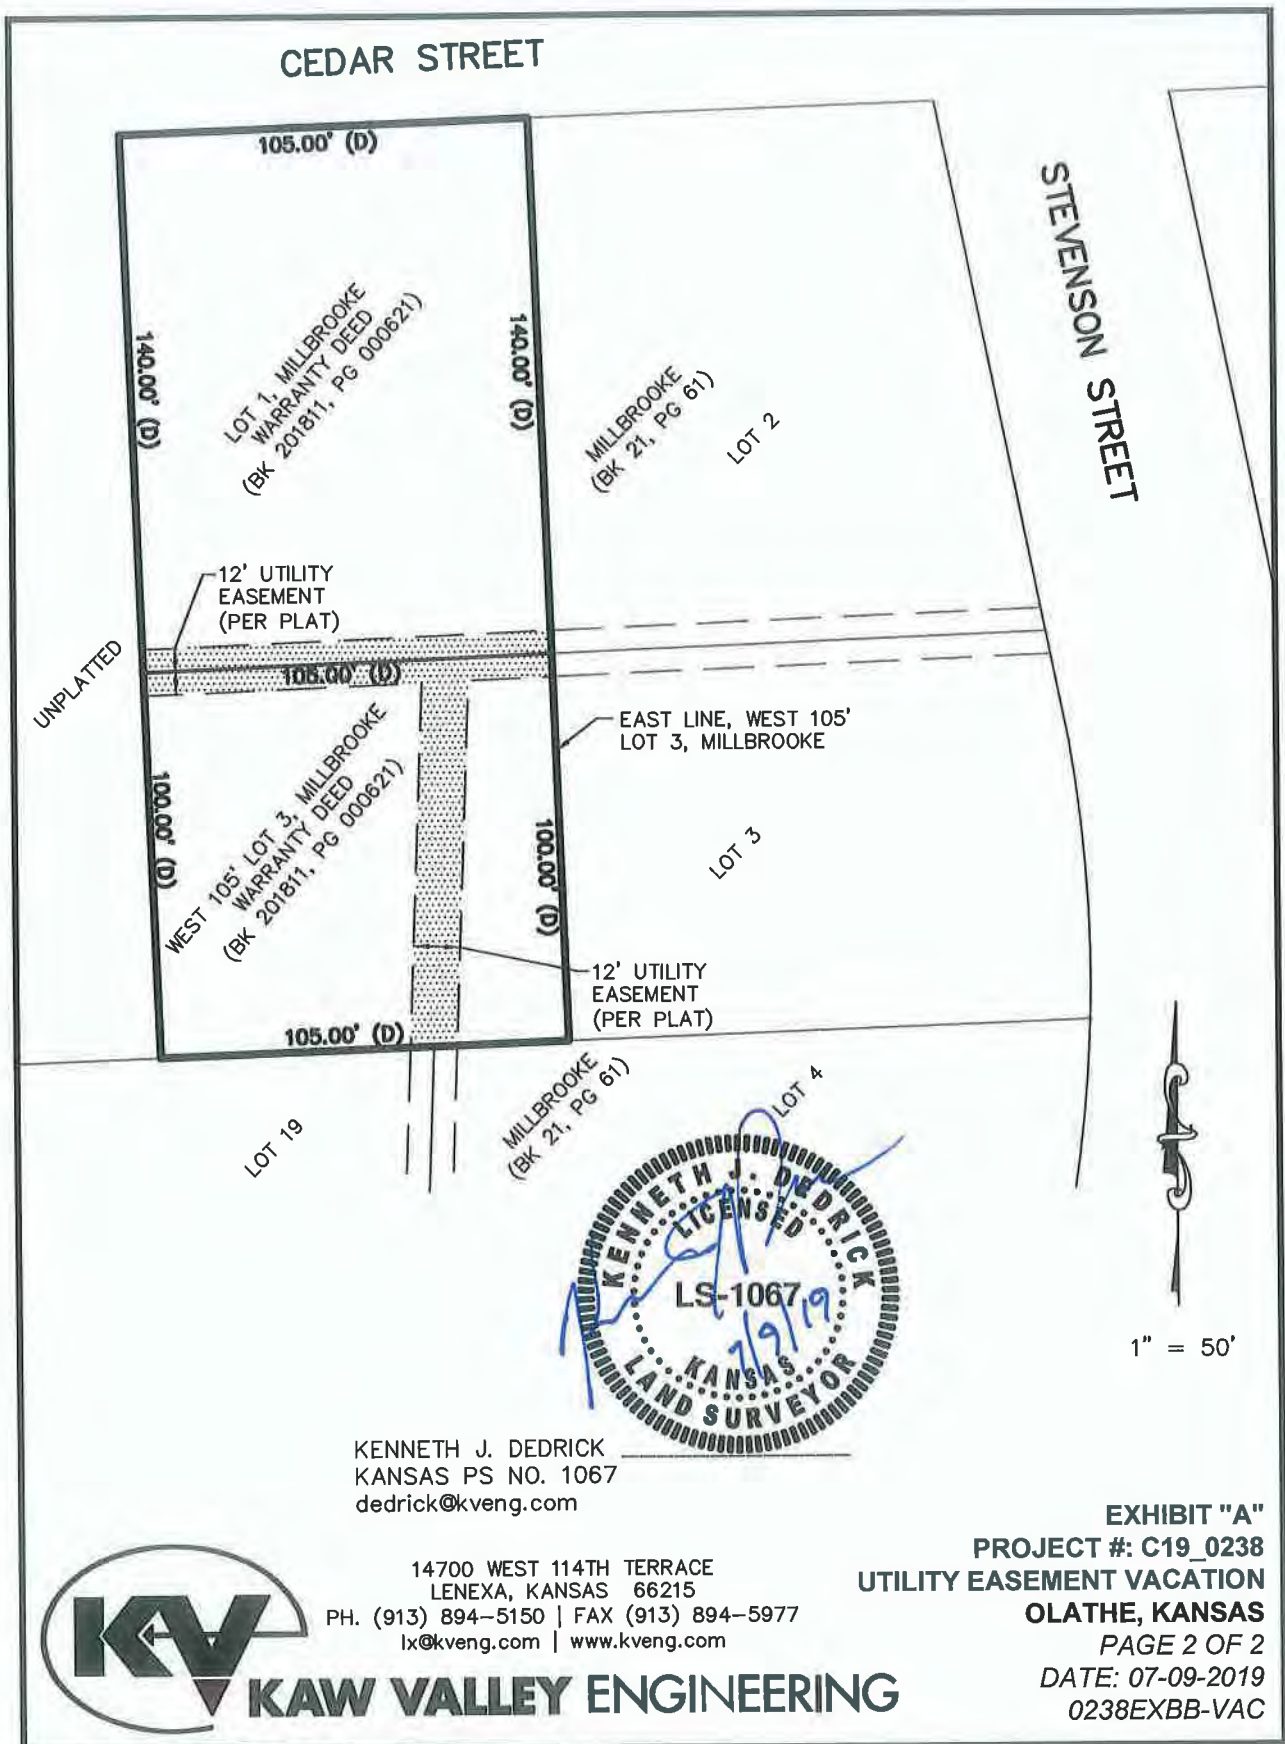 CEDAR STREET
105.00' (D)
STEVENSON STREET
140.00' (D)
LOT 1, MILLBROOKE
WARRANTY DEED
(BK 201811, PG 000621)
140.00' (D)
MILLBROOKE
(BK 21, PG 61)
LOT 2
12' UTILITY
EASEMENT
(PER PLAT)
UNPLATTED
105.00' (D)
EAST LINE, WEST 105'
LOT 3, MILLBROOKE
100.00' (D)
WEST 105' LOT 3, MILLBROOKE
WARRANTY DEED
(BK 201811, PG 000621)
100.00' (D)
LOT 3
12' UTILITY
EASEMENT
(PER PLAT)
105.00' (D)
LOT 19
MILLBROOKE
(BK 21, PG 61)
LOT 4
KENNETH J. DEDRICK
LICENSED
LS-1067
7/9/19
KANSAS
LAND SURVEYOR
1" = 50'
KENNETH J. DEDRICK
KANSAS PS NO. 1067
dedrick@kveng.com
EXHIBIT "A"
PROJECT #: C19_0238
UTILITY EASEMENT VACATION
OLATHE, KANSAS
PAGE 2 OF 2
DATE: 07-09-2019
0238EXBB-VAC
14700 WEST 114TH TERRACE
LENEXA, KANSAS 66215
PH. (913) 894-5150 | FAX (913) 894-5977
lx@kveng.com | www.kveng.com
KV
KAW VALLEY ENGINEERING